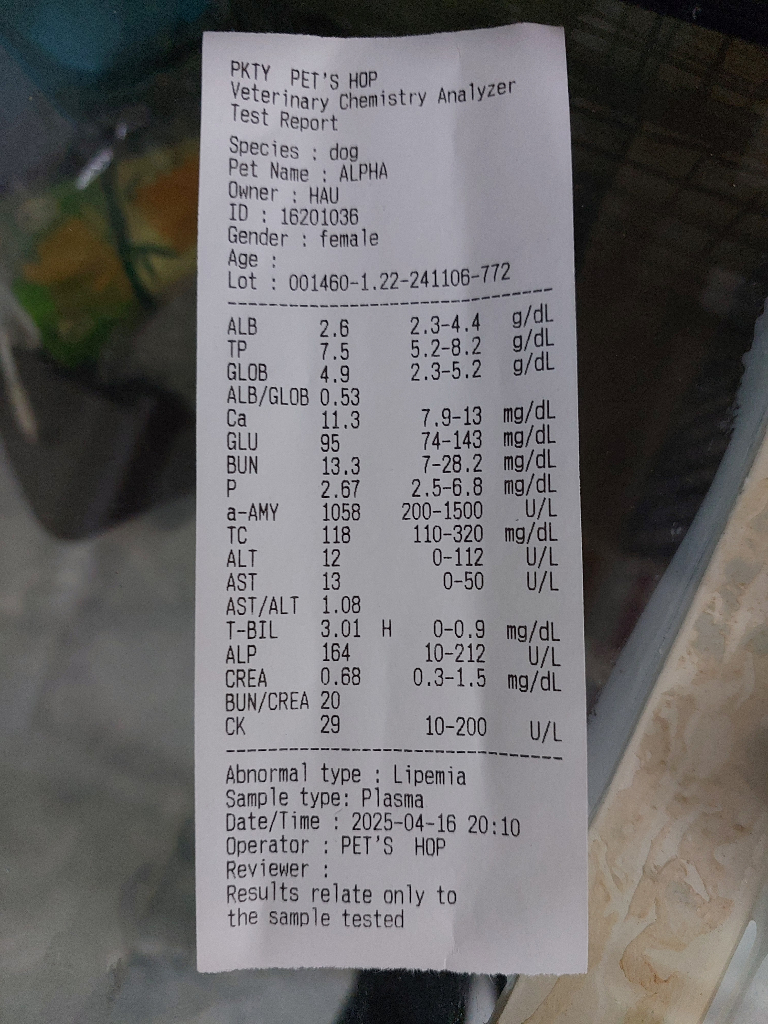 PKTY PET'S HOP
Veterinary Chemistry Analyzer
Test Report
Species : dog
Pet Name : ALPHA
Owner : HAU
ID : 16201036
Gender : female
Age :
Lot : 001460-1.22-241106-772
ALB 2.6 2.3-4.4 g/dL
TP 7.5 5.2-8.2 g/dL
GLOB 4.9 2.3-5.2 g/dL
ALB/GLOB 0.53
Ca 11.3 7.9-13 mg/dL
GLU 95 74-143 mg/dL
BUN 13.3 7-28.2 mg/dL
P 2.67 2.5-6.8 mg/dL
a-AMY 1058 200-1500 U/L
TC 118 110-320 mg/dL
ALT 12 0-112 U/L
AST 13 0-50 U/L
AST/ALT 1.08
T-BIL 3.01 H 0-0.9 mg/dL
ALP 164 10-212 U/L
CREA 0.68 0.3-1.5 mg/dL
BUN/CREA 20
CK 29 10-200 U/L
Abnormal type : Lipemia
Sample type: Plasma
Date/Time : 2025-04-16 20:10
Operator : PET'S HOP
Reviewer :
Results relate only to
the sample tested